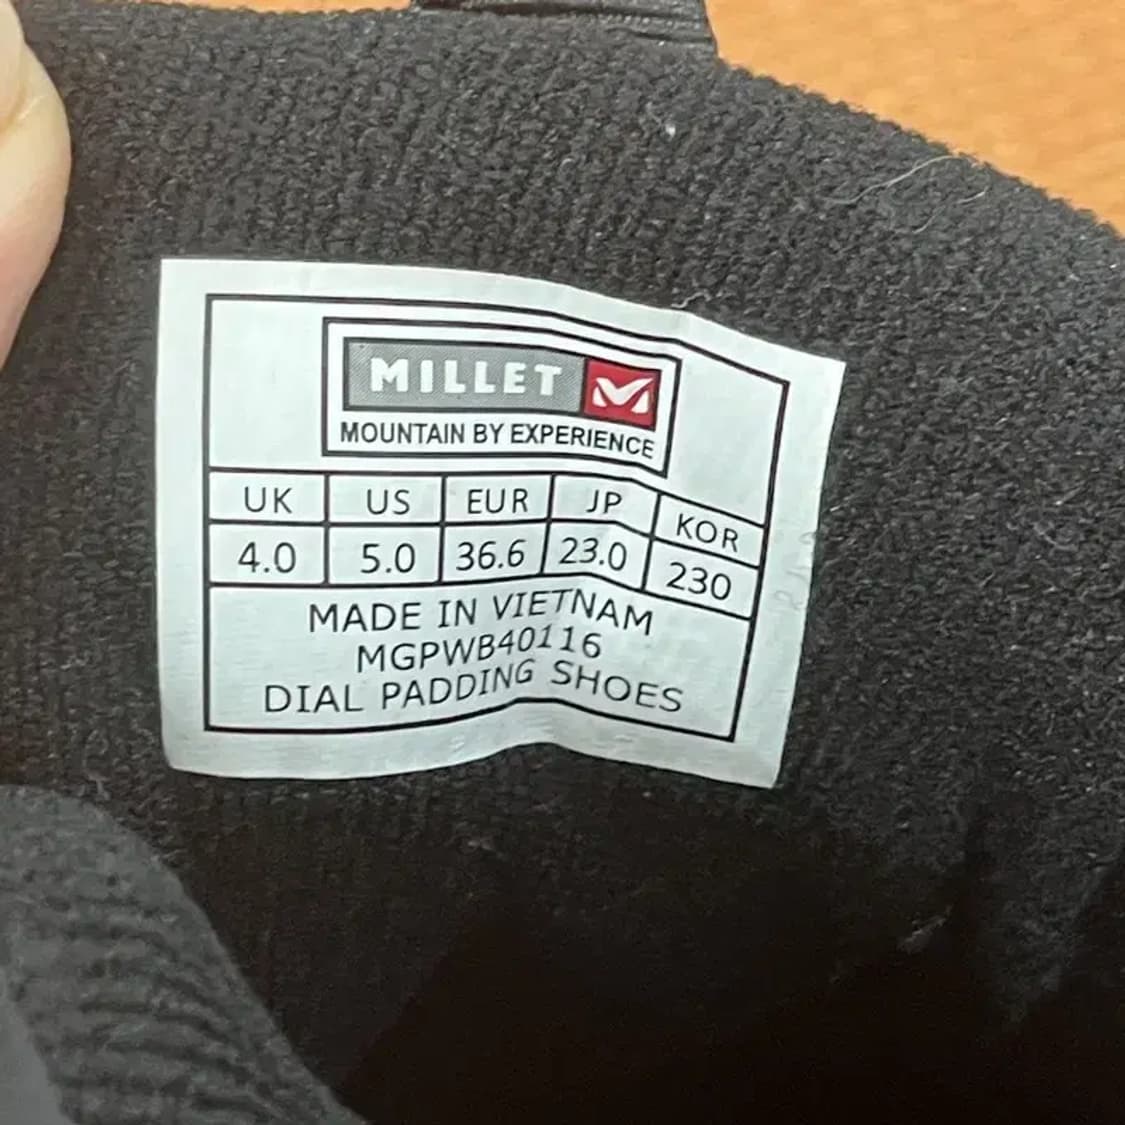 MILLET
MOUNTAIN BY EXPERIENCE
UK US EUR JP KOR
4.0 5.0 36.6 23.0 230
MADE IN VIETNAM
MGPWB40116
DIAL PADDING SHOES